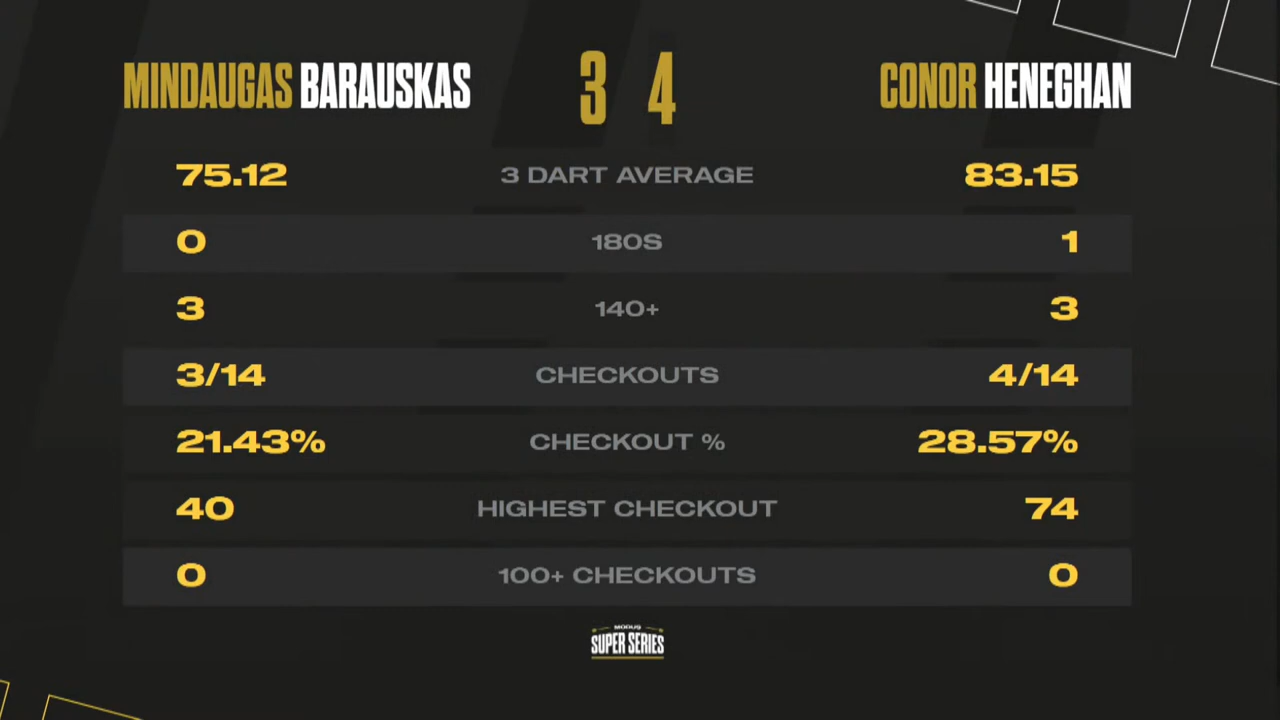 MINDAUGAS BARAUSKAS 3 4 CONOR HENEGHAN
75.12 3 DART AVERAGE 83.15
0 180S 1
3 140+ 3
3/14 CHECKOUTS 4/14
21.43% CHECKOUT % 28.57%
40 HIGHEST CHECKOUT 74
0 100+ CHECKOUTS 0
MODUS
SUPER SERIES